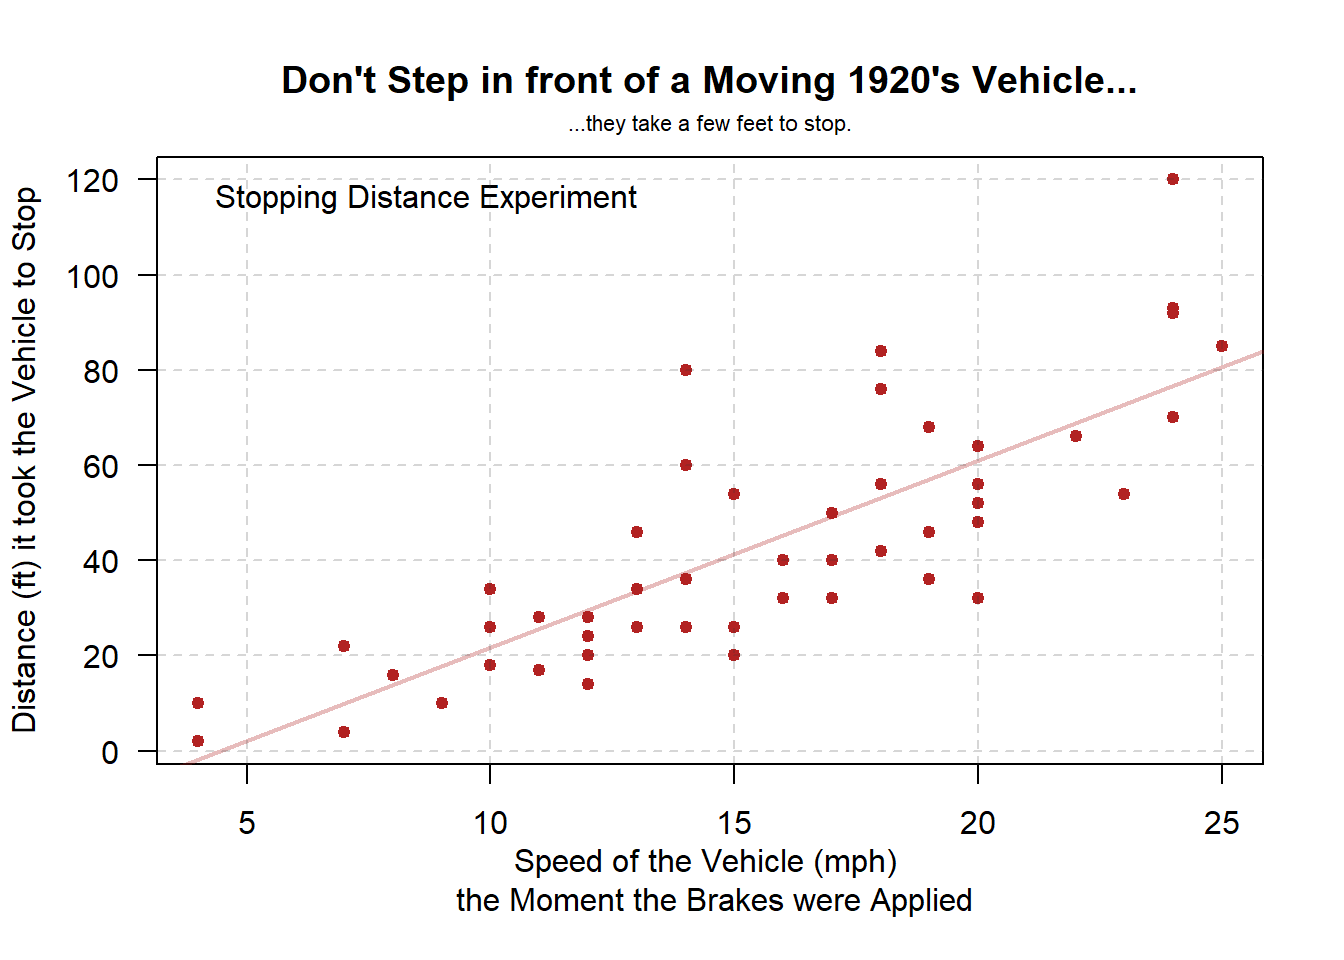 Don't Step in front of a Moving 1920's Vehicle...
...they take a few feet to stop.
Stopping Distance Experiment
Distance (ft) it took the Vehicle to Stop
120
100
80
60
40
20
0
5 10 15 20 25
Speed of the Vehicle (mph)
the Moment the Brakes were Applied